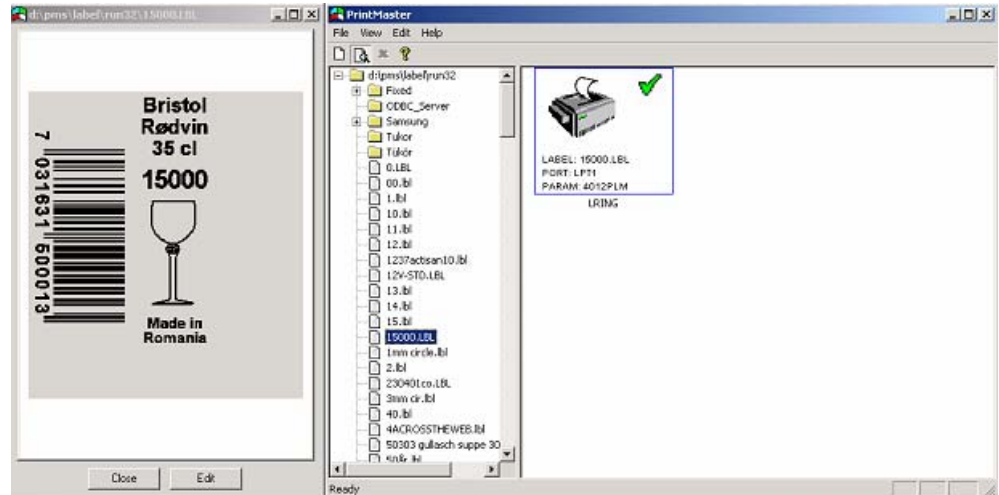 d:\pms\label\run32\15000.LBL
Bristol
Rødvin
35 cl
15000
7 031631 500013
Made in
Romania
Close
Edit
PrintMaster
File View Edit Help
d:\pms\label\run32
Fixed
ODBC_Server
Samsung
Tukor
Tükör
0.LBL
00.lbl
1.lbl
10.lbl
11.lbl
12.lbl
1237actisan10.lbl
12V-STD.LBL
13.lbl
14.lbl
15.lbl
15000.LBL
1mm circle.lbl
2.lbl
230401co.LBL
3mm cir.lbl
40.lbl
4ACROSSTHEWEB.lbl
50303 gullasch suppe 30
LABEL: 15000.LBL
PORT: LPT1
PARAM: 4012PLM
LRING
Ready